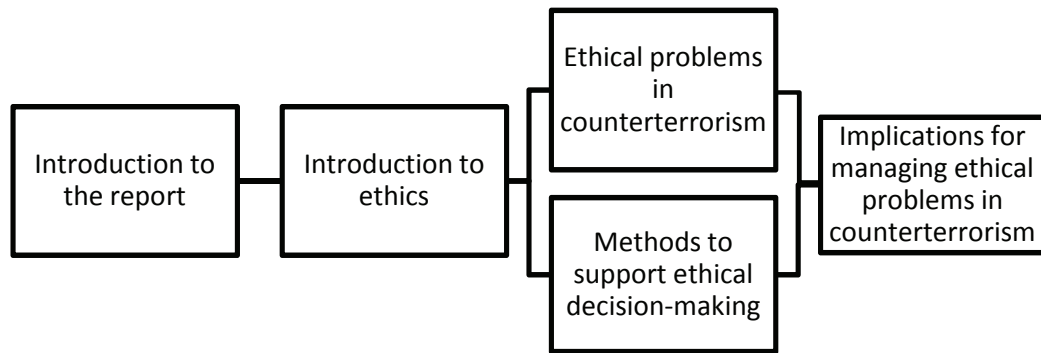 Introduction to
the report
Introduction to
ethics
Ethical problems
in
counterterrorism
Methods to
support ethical
decision-making
Implications for
managing ethical
problems in
counterterrorism